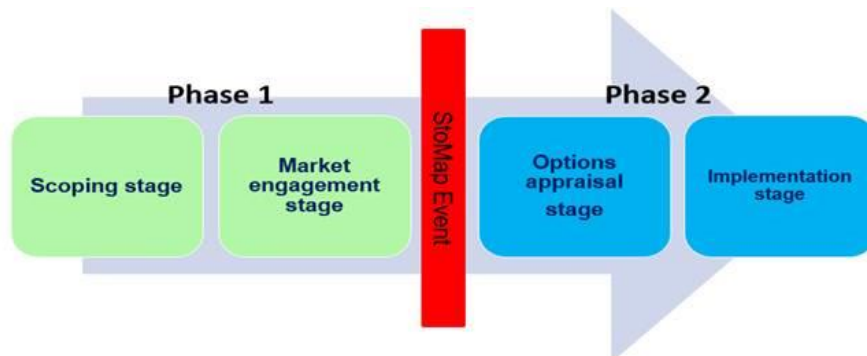 Phase 1
Scoping stage
Market
engagement
stage
StoMap Event
Phase 2
Options
appraisal
stage
Implementation
stage